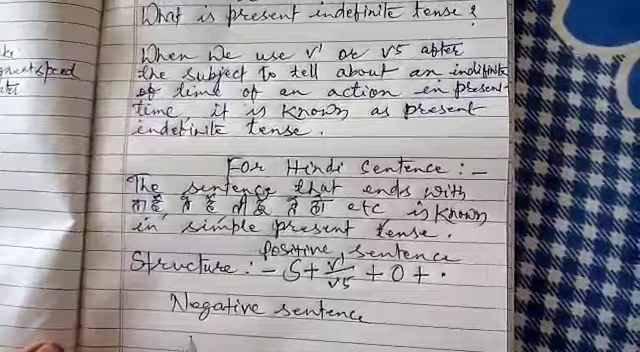 What is present indefinite tense?
When we use V¹ or V5 after
the subject to tell about an indifinite
of time of an action in present
time, it is known as present
indefinite tense.
For Hindi Sentence :-
The sentence that ends with
ता है ते है ती है ते हो etc is known
in simple present tense.
positive sentence
Structure :- S + V1/V5 + O + .
Negative sentence